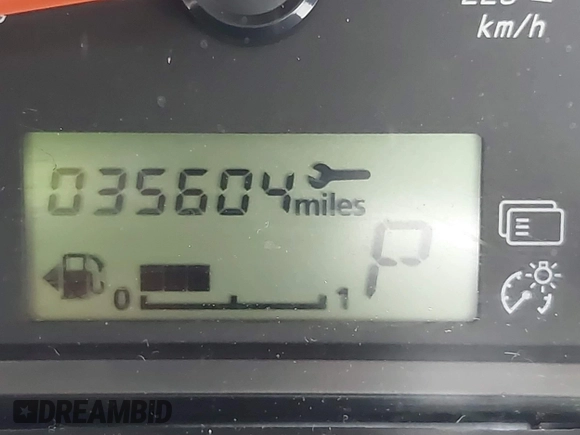 km/h
035604 miles
P
0 1
DREAMBID